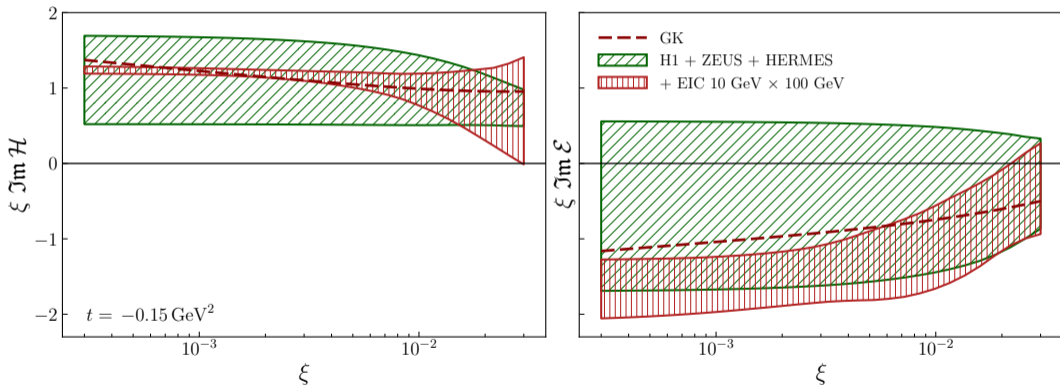 2
1
0
−1
−2
ξ ℑm ℋ
t = −0.15 GeV²
10⁻³
10⁻²
ξ
GK
H1 + ZEUS + HERMES
+ EIC 10 GeV × 100 GeV
ξ ℑm ℰ
10⁻³
10⁻²
ξ